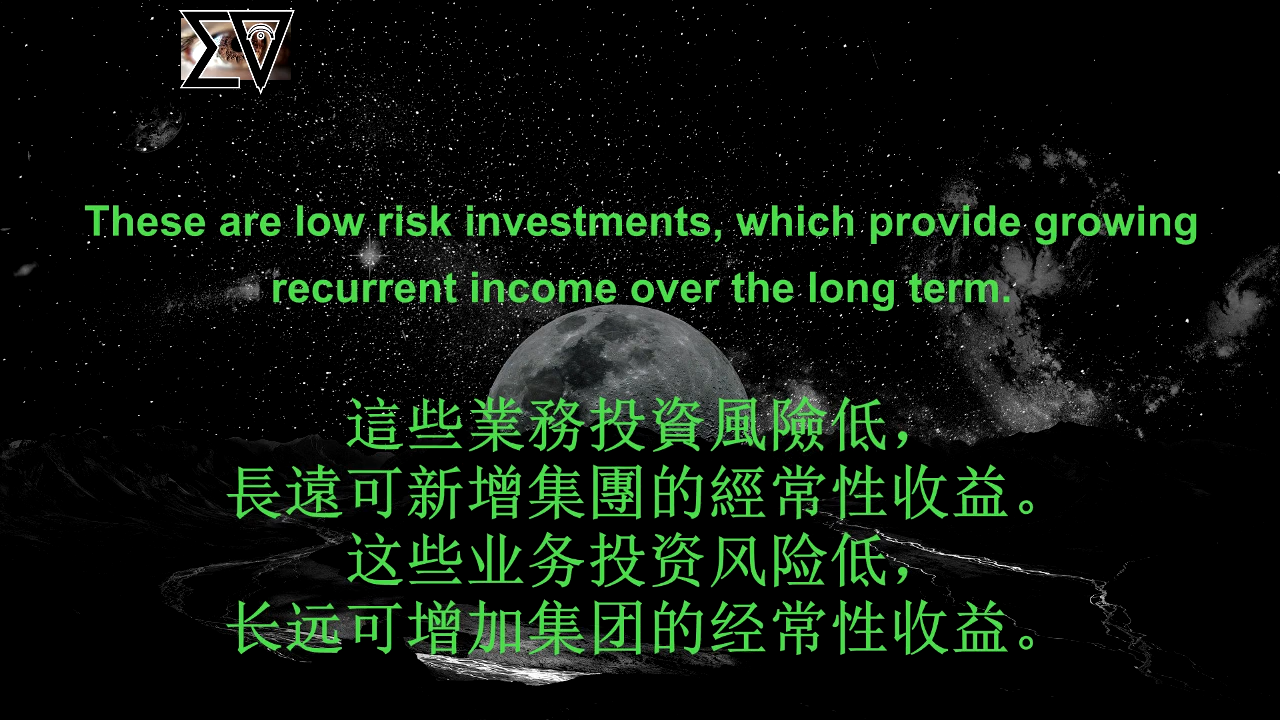 These are low risk investments, which provide growing
recurrent income over the long term.
這些業務投資風險低，
長遠可新增集團的經常性收益。
这些业务投资风险低，
长远可增加集团的经常性收益。